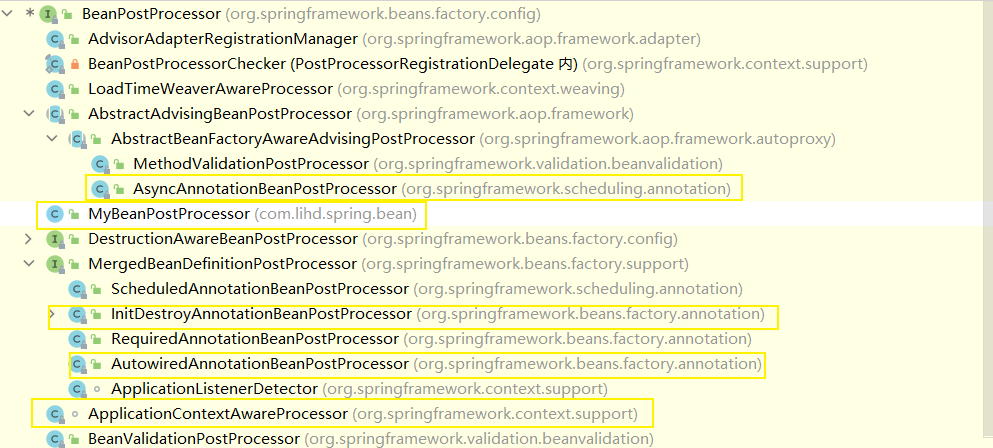 BeanPostProcessor (org.springframework.beans.factory.config)
AdvisorAdapterRegistrationManager (org.springframework.aop.framework.adapter)
BeanPostProcessorChecker (PostProcessorRegistrationDelegate 内) (org.springframework.context.support)
LoadTimeWeaverAwareProcessor (org.springframework.context.weaving)
AbstractAdvisingBeanPostProcessor (org.springframework.aop.framework)
AbstractBeanFactoryAwareAdvisingPostProcessor (org.springframework.aop.framework.autoproxy)
MethodValidationPostProcessor (org.springframework.validation.beanvalidation)
AsyncAnnotationBeanPostProcessor (org.springframework.scheduling.annotation)
MyBeanPostProcessor (com.lihd.spring.bean)
DestructionAwareBeanPostProcessor (org.springframework.beans.factory.config)
MergedBeanDefinitionPostProcessor (org.springframework.beans.factory.support)
ScheduledAnnotationBeanPostProcessor (org.springframework.scheduling.annotation)
InitDestroyAnnotationBeanPostProcessor (org.springframework.beans.factory.annotation)
RequiredAnnotationBeanPostProcessor (org.springframework.beans.factory.annotation)
AutowiredAnnotationBeanPostProcessor (org.springframework.beans.factory.annotation)
ApplicationListenerDetector (org.springframework.context.support)
ApplicationContextAwareProcessor (org.springframework.context.support)
BeanValidationPostProcessor (org.springframework.validation.beanvalidation)